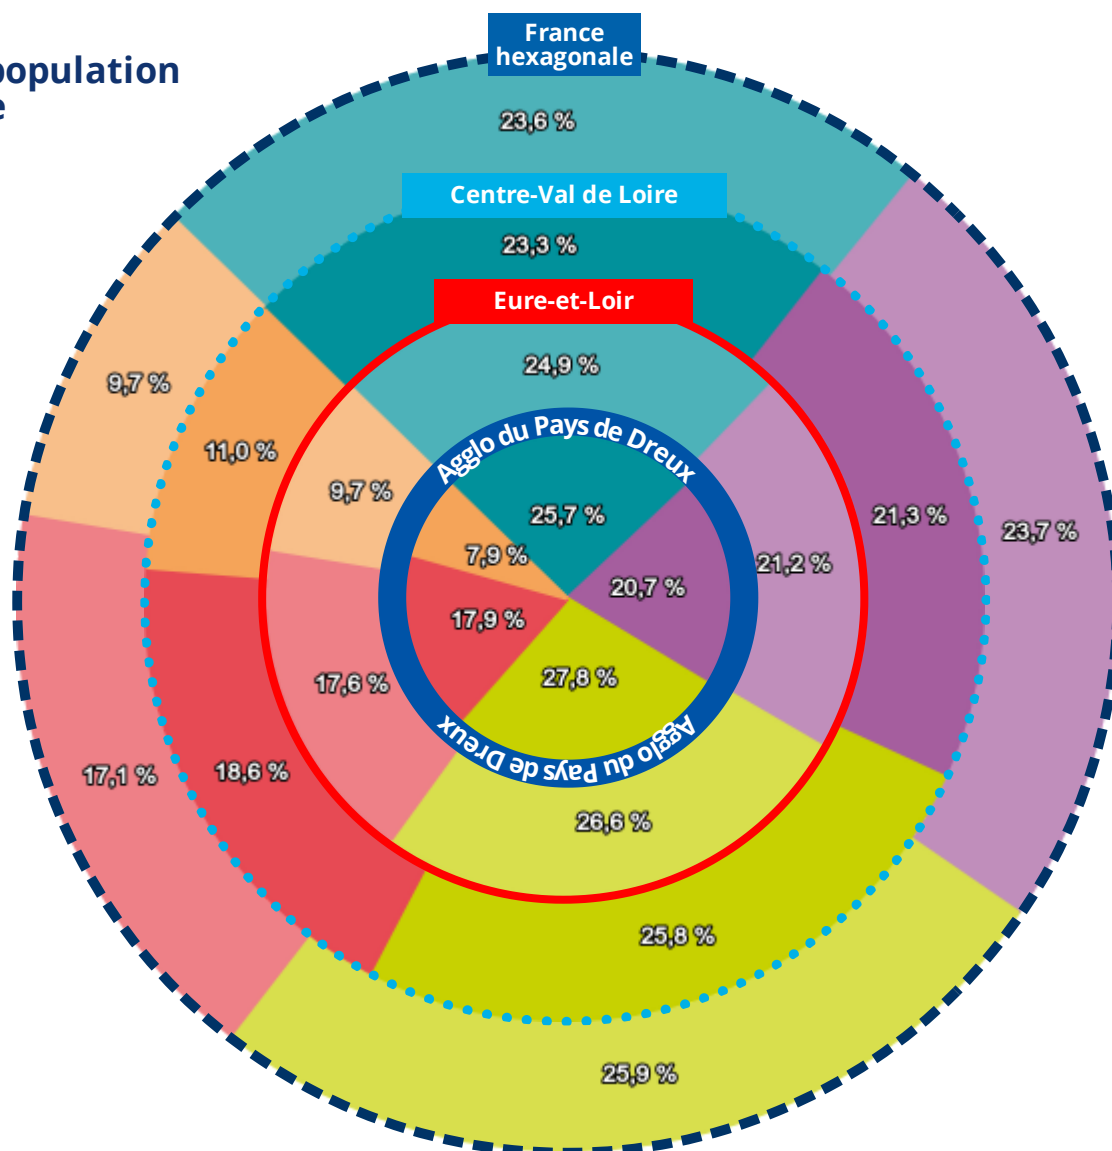 population
e
France
hexagonale
23,6 %
Centre-Val de Loire
23,3 %
Eure-et-Loir
24,9 %
9,7 %
Agglo du Pays de Dreux
11,0 %
9,7 %
25,7 %
21,3 %
23,7 %
7,9 %
21,2 %
20,7 %
17,9 %
27,8 %
17,6 %
Agglo du Pays de Dreux
17,1 %
18,6 %
26,6 %
25,8 %
25,9 %